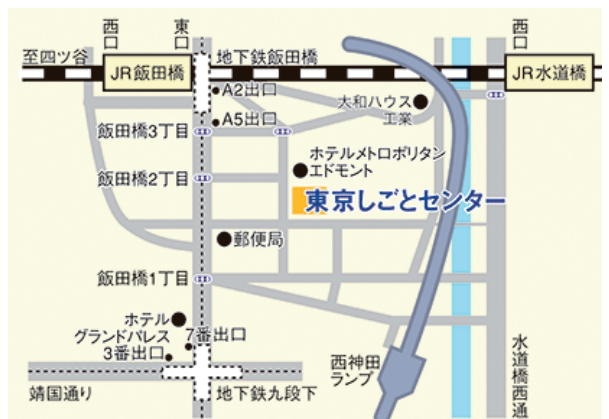 西口
東口
西口
至四ツ谷
地下鉄飯田橋
JR飯田橋
JR水道橋
A2出口
大和ハウス
工業
A5出口
飯田橋3丁目
ホテルメトロポリタン
エドモント
飯田橋2丁目
東京しごとセンター
郵便局
飯田橋1丁目
ホテル
グランドパレス
7番出口
3番出口
西神田
ランプ
水道橋西通
靖国通り
地下鉄九段下